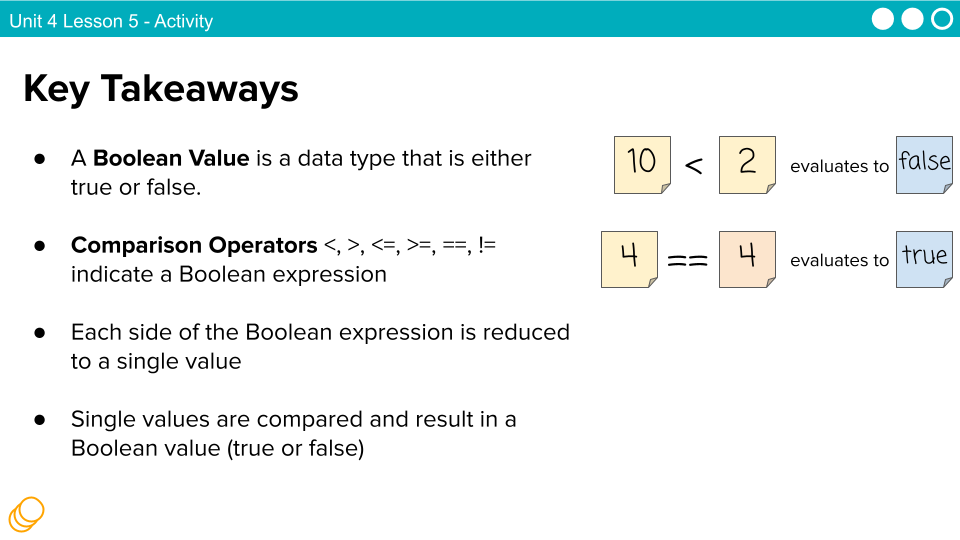 Unit 4 Lesson 5 - Activity
Key Takeaways
● A Boolean Value is a data type that is either
true or false.
● Comparison Operators <, >, <=, >=, ==, !=
indicate a Boolean expression
● Each side of the Boolean expression is reduced
to a single value
● Single values are compared and result in a
Boolean value (true or false)
10 < 2 evaluates to false
4 == 4 evaluates to true